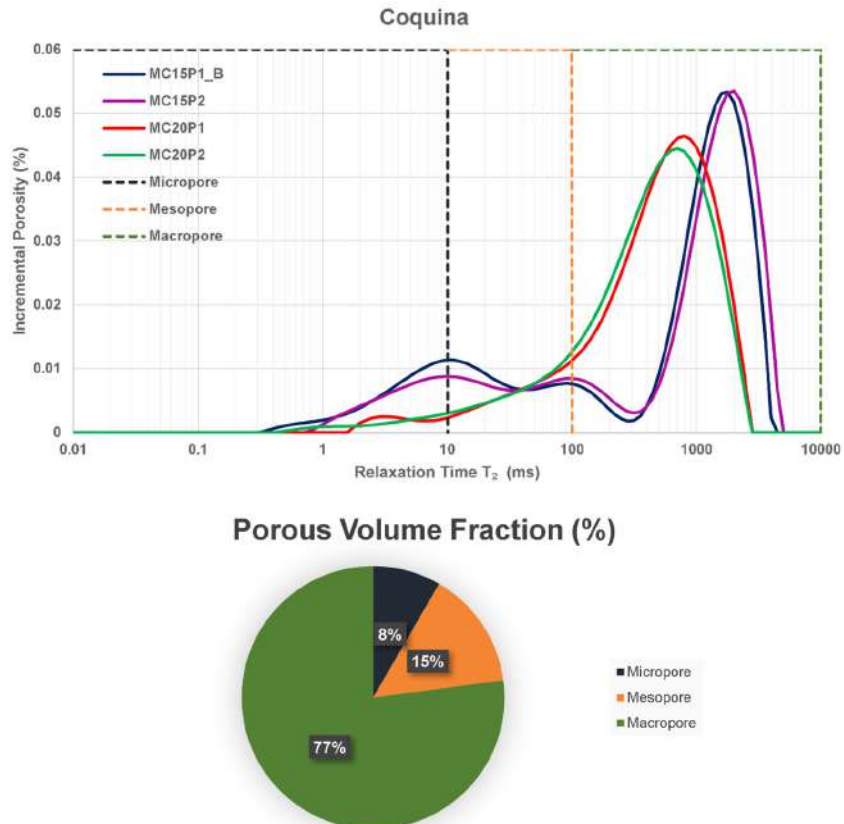 Coquina
0.06
0.05
0.04
0.03
0.02
0.01
0
Incremental Porosity (%)
MC15P1_B
MC15P2
MC20P1
MC20P2
Micropore
Mesopore
Macropore
0.01 0.1 1 10 100 1000 10000
Relaxation Time T₂ (ms)
Porous Volume Fraction (%)
8%
15%
77%
Micropore
Mesopore
Macropore